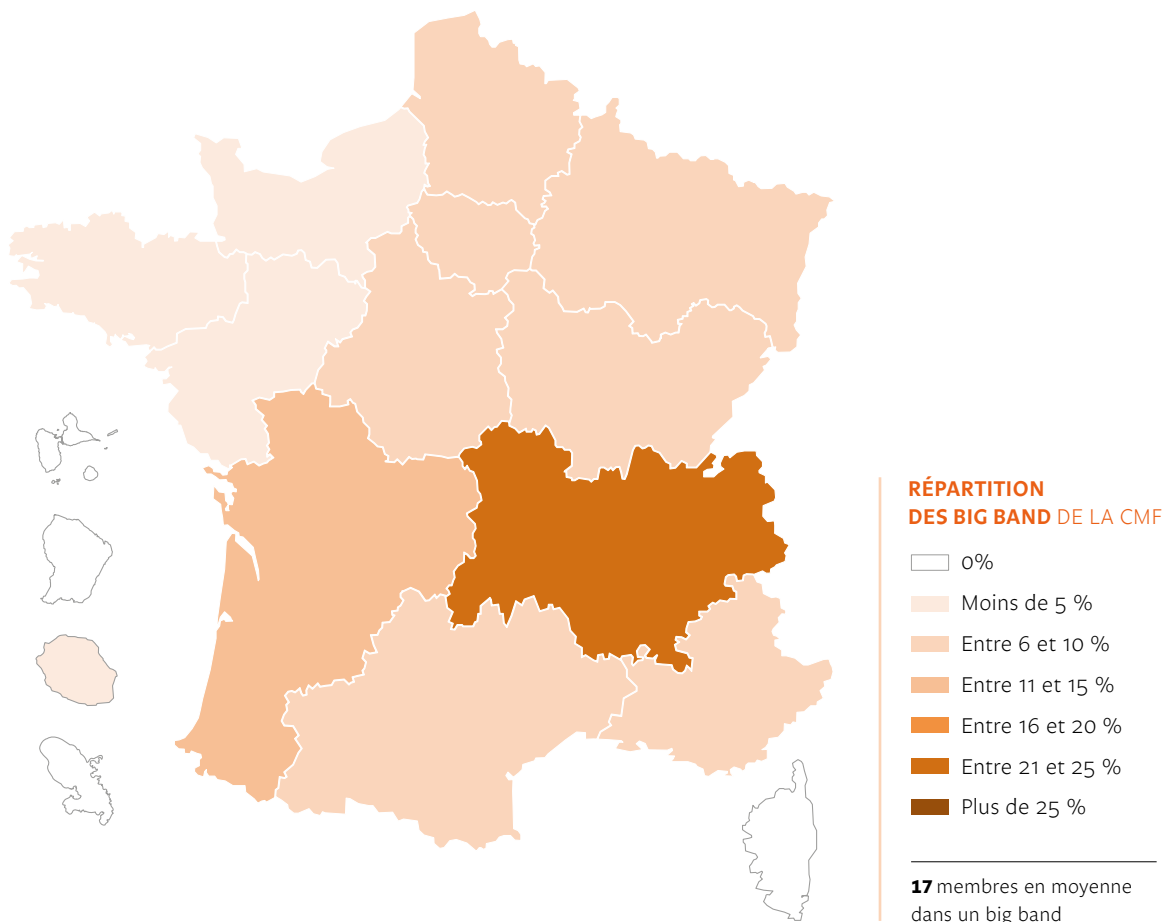 RÉPARTITION
DES BIG BAND DE LA CMF
0%
Moins de 5 %
Entre 6 et 10 %
Entre 11 et 15 %
Entre 16 et 20 %
Entre 21 et 25 %
Plus de 25 %
17 membres en moyenne
dans un big band